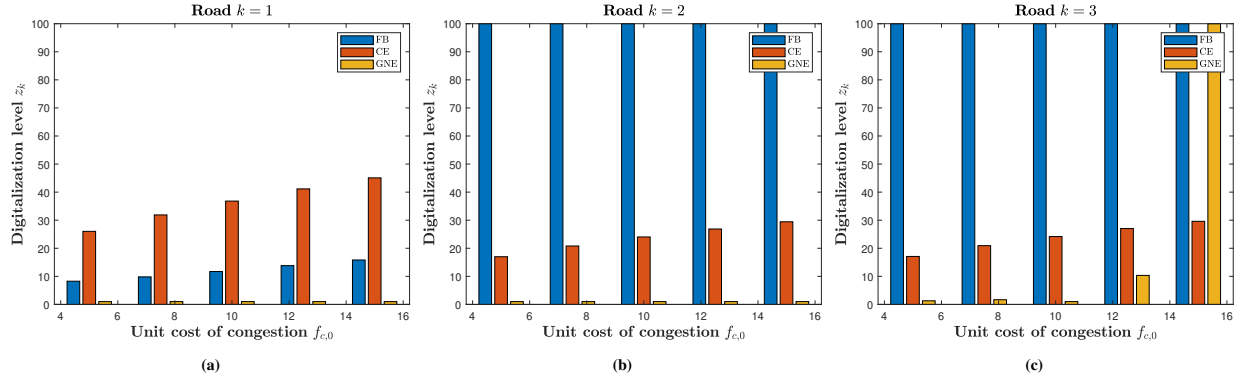 Road k = 1
100
90
80
70
60
50
40
30
20
10
0
Digitalization level z_k
FB
CE
GNE
4 6 8 10 12 14 16
Unit cost of congestion f_{c,0}
(a)
Road k = 2
100
90
80
70
60
50
40
30
20
10
0
Digitalization level z_k
FB
CE
GNE
4 6 8 10 12 14 16
Unit cost of congestion f_{c,0}
(b)
Road k = 3
100
90
80
70
60
50
40
30
20
10
0
Digitalization level z_k
FB
CE
GNE
4 6 8 10 12 14 16
Unit cost of congestion f_{c,0}
(c)